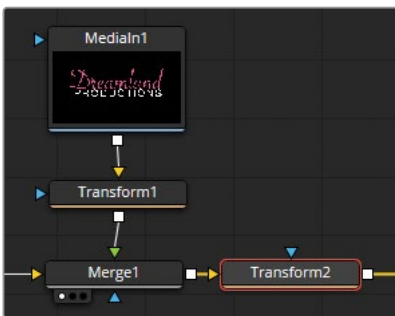 MediaIn1
Dreamland
PRODUCTIONS
Transform1
Merge1
Transform2